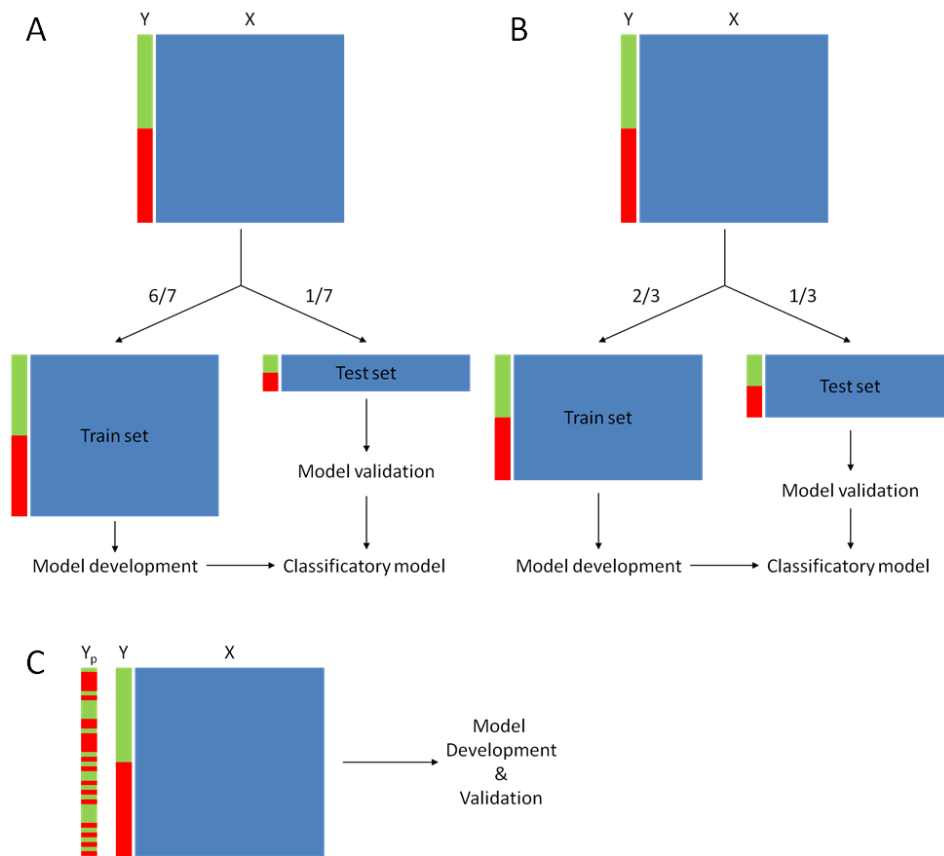 A
Y X
6/7 1/7
Train set
Test set
Model validation
Model development
Classificatory model
B
Y X
2/3 1/3
Train set
Test set
Model validation
Model development
Classificatory model
C
Yp Y X
Model
Development
&
Validation